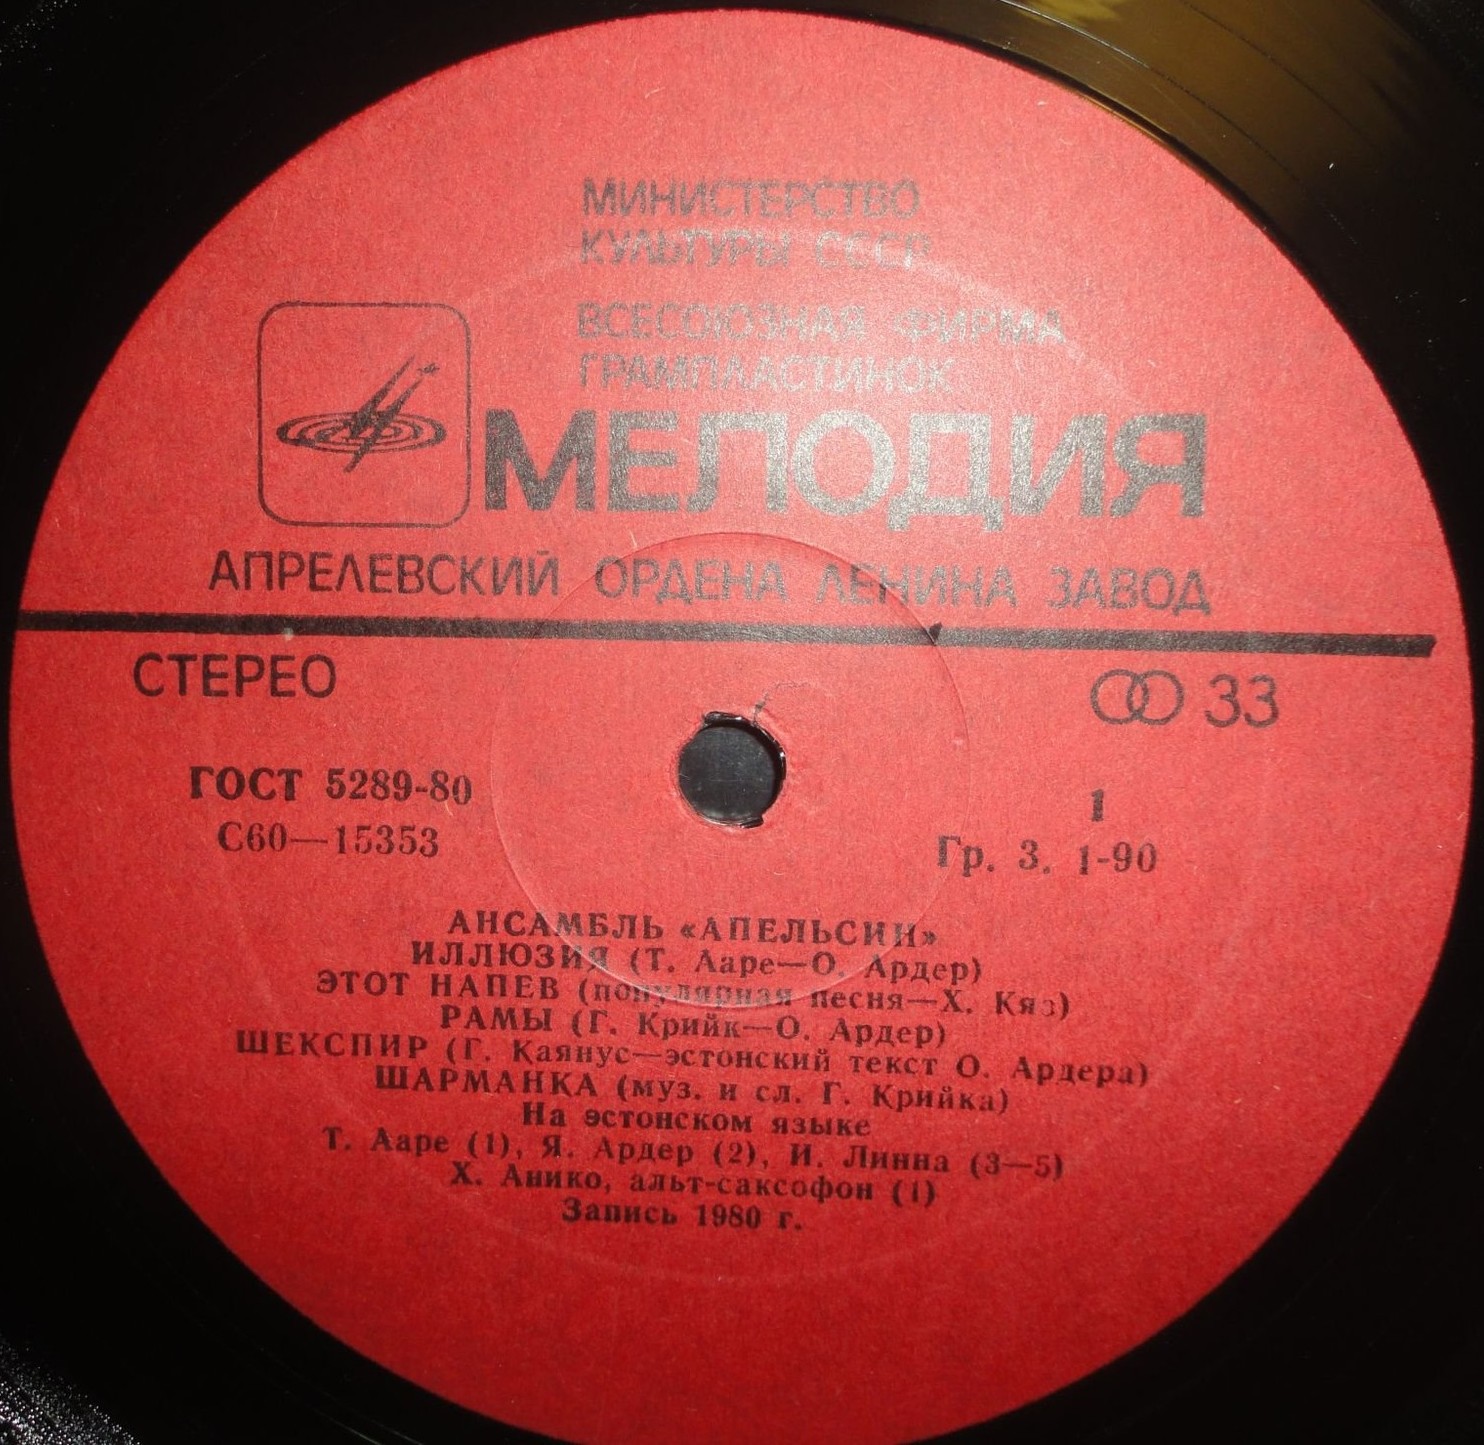 МИНИСТЕРСТВО
КУЛЬТУРЫ СССР
ВСЕСОЮЗНАЯ ФИРМА
ГРАМПЛАСТИНОК
МЕЛОДИЯ
АПРЕЛЕВСКИЙ ОРДЕНА ЛЕНИНА ЗАВОД
СТЕРЕО
33
ГОСТ 5289-80
1
С60—15353
Гр. 3. 1-90
АНСАМБЛЬ «АПЕЛЬСИН»
ИЛЛЮЗИЯ (Т. Ааре—О. Ардер)
ЭТОТ НАПЕВ (популярная песня—Х. Кяэ)
РАМЫ (Г. Крийк—О. Ардер)
ШЕКСПИР (Г. Каянус—эстонский текст О. Ардера)
ШАРМАНКА (муз. и сл. Г. Крийка)
На эстонском языке
Т. Ааре (1), Я. Ардер (2), И. Линна (3—5)
Х. Анико, альт-саксофон (1)
Запись 1980 г.